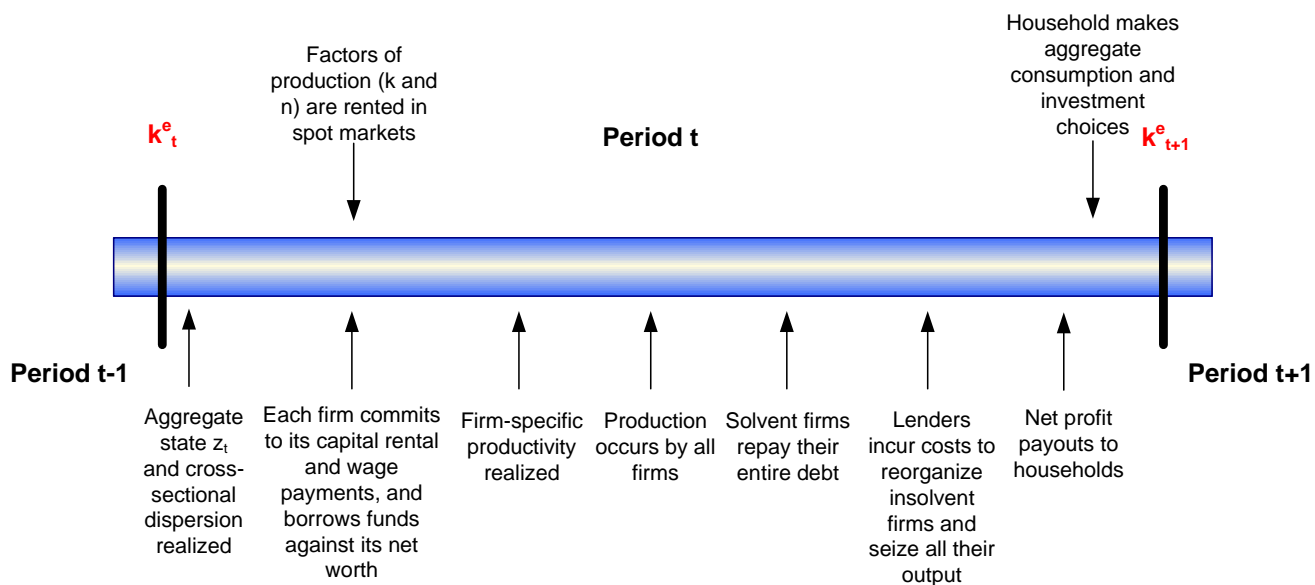 Factors of
production (k and
n) are rented in
spot markets
Household makes
aggregate
consumption and
investment
choices
k^e_t
Period t
k^e_t+1
Period t-1
Period t+1
Aggregate
state z_t
and cross-
sectional
dispersion
realized
Each firm commits
to its capital rental
and wage
payments, and
borrows funds
against its net
worth
Firm-specific
productivity
realized
Production
occurs by all
firms
Solvent firms
repay their
entire debt
Lenders
incur costs to
reorganize
insolvent
firms and
seize all their
output
Net profit
payouts to
households